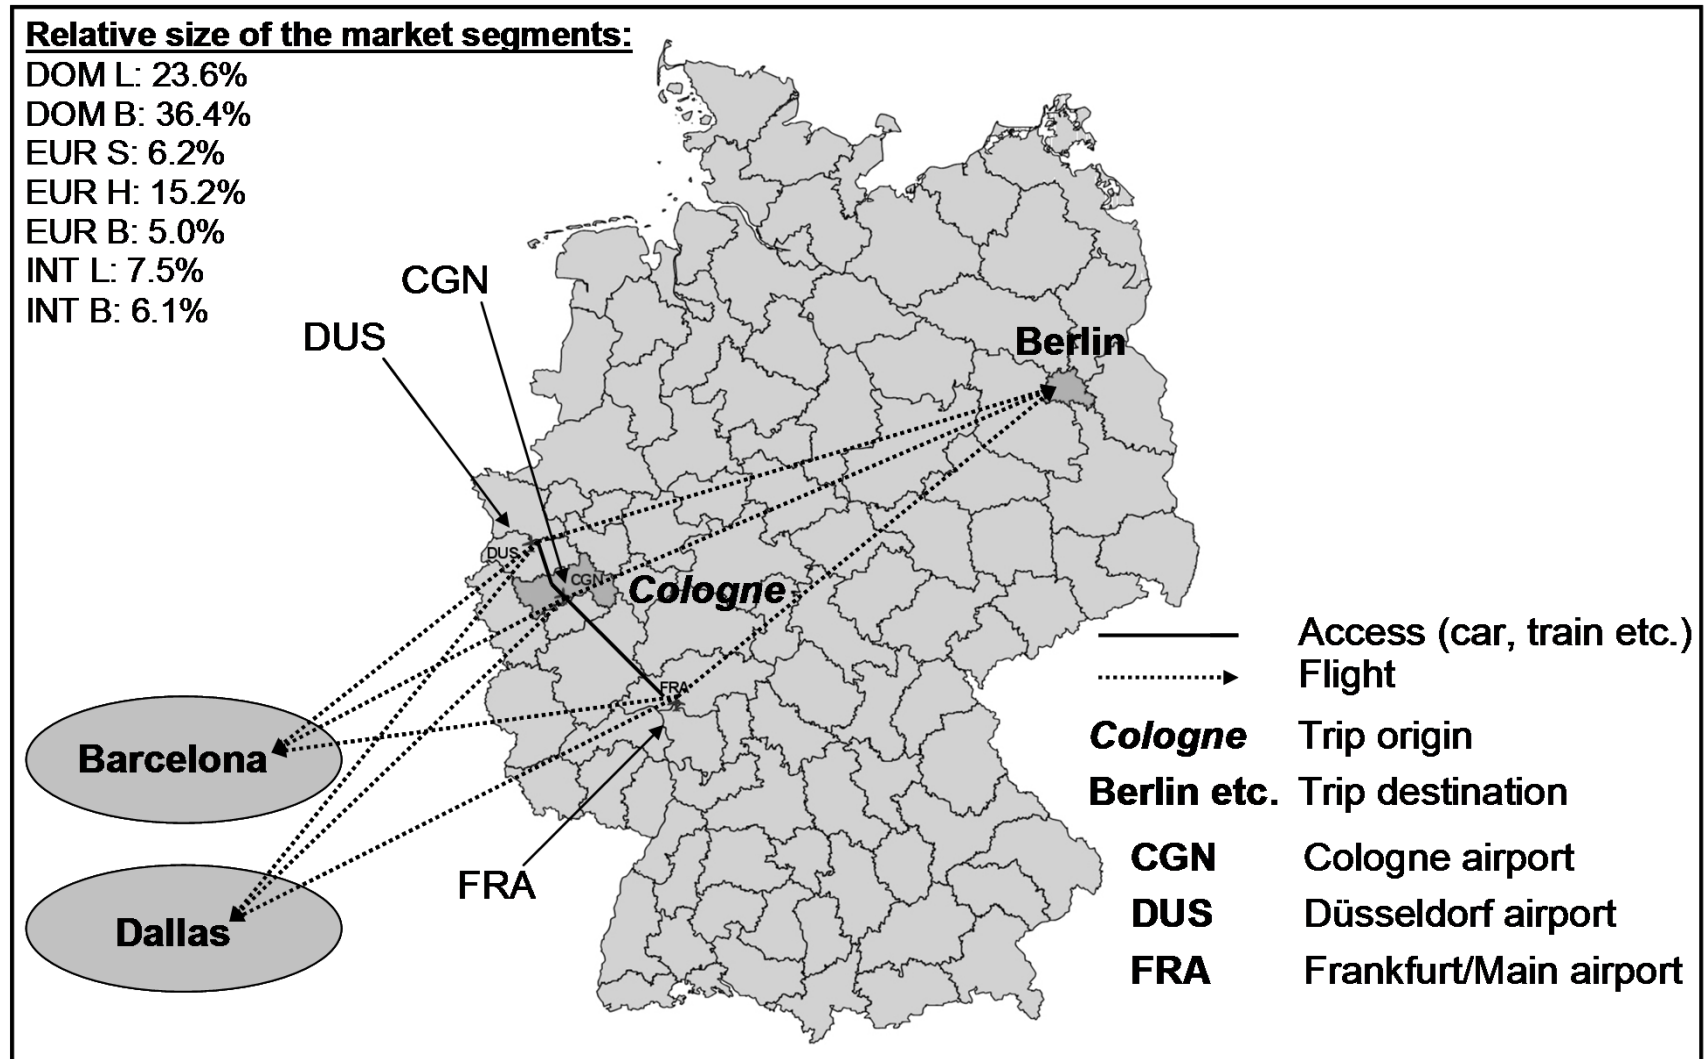 Relative size of the market segments:
DOM L: 23.6%
DOM B: 36.4%
EUR S: 6.2%
EUR H: 15.2%
EUR B: 5.0%
INT L: 7.5%
INT B: 6.1%
CGN
DUS
Berlin
DUS
CGN
Cologne
FRA
Barcelona
FRA
Dallas
Access (car, train etc.)
Flight
Cologne Trip origin
Berlin etc. Trip destination
CGN Cologne airport
DUS Düsseldorf airport
FRA Frankfurt/Main airport